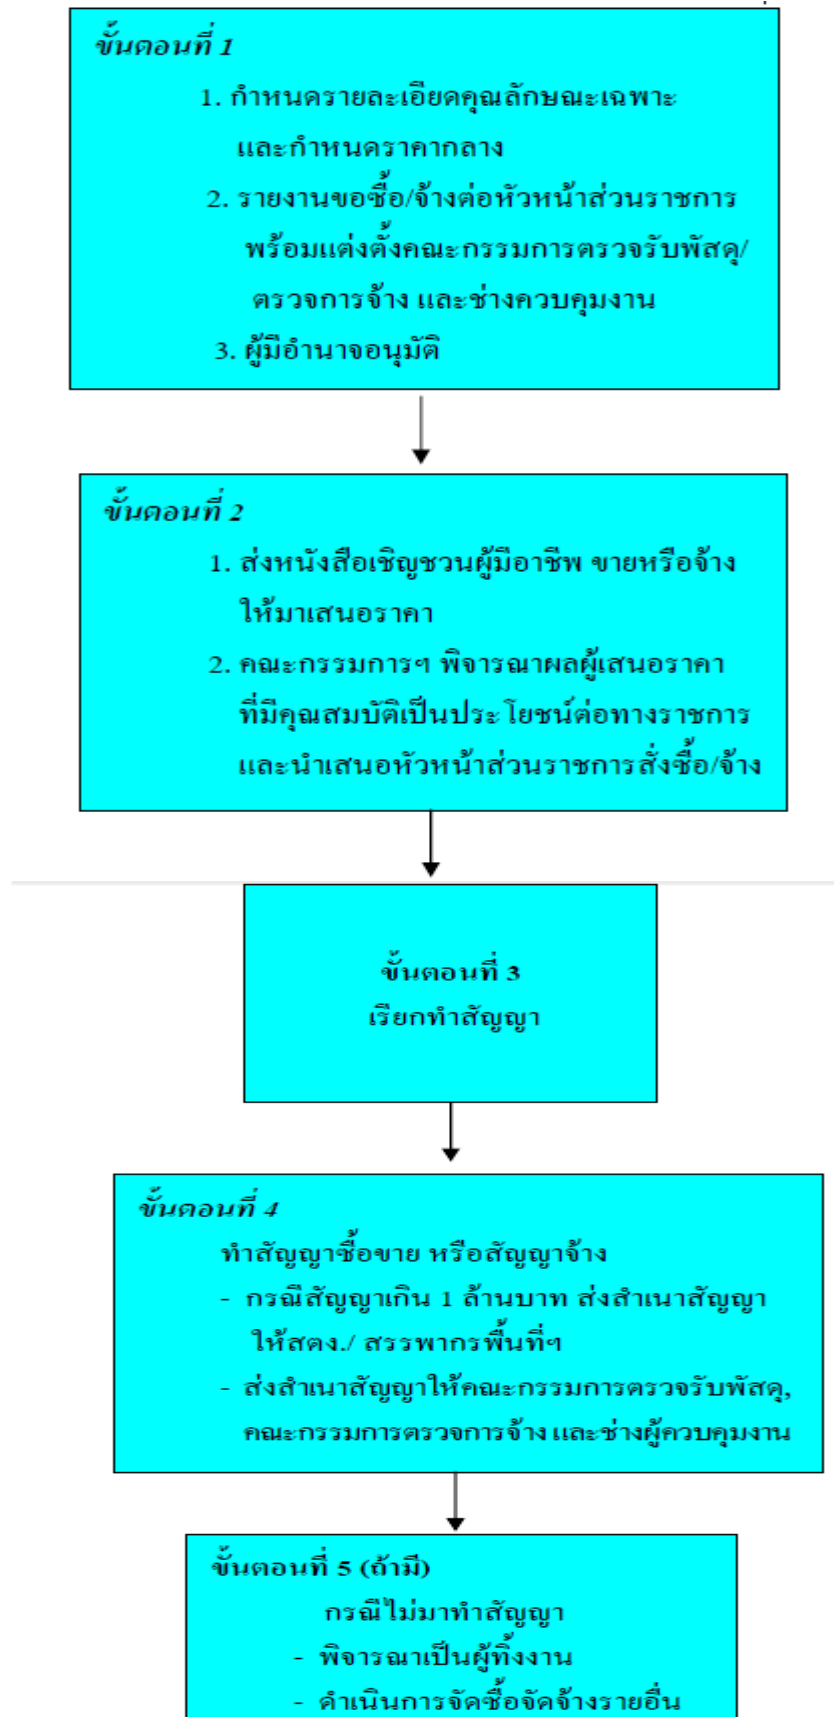 ขั้นตอนที่ 1
1. กำหนดรายละเอียดคุณลักษณะเฉพาะ
และกำหนดราคากลาง
2. รายงานขอซื้อ/จ้างต่อหัวหน้าส่วนราชการ
พร้อมแต่งตั้งคณะกรรมการตรวจรับพัสดุ/
ตรวจการจ้าง และช่างควบคุมงาน
3. ผู้มีอำนาจอนุมัติ
ขั้นตอนที่ 2
1. ส่งหนังสือเชิญชวนผู้มีอาชีพ ขายหรือจ้าง
ให้มาเสนอราคา
2. คณะกรรมการฯ พิจารณาผลผู้เสนอราคา
ที่มีคุณสมบัติเป็นประโยชน์ต่อทางราชการ
และนำเสนอหัวหน้าส่วนราชการสั่งซื้อ/จ้าง
ขั้นตอนที่ 3
เรียกทำสัญญา
ขั้นตอนที่ 4
ทำสัญญาซื้อขาย หรือสัญญาจ้าง
- กรณีสัญญาเกิน 1 ล้านบาท ส่งสำเนาสัญญา
ให้สตง./ สรรพากรพื้นที่ฯ
- ส่งสำเนาสัญญาให้คณะกรรมการตรวจรับพัสดุ,
คณะกรรมการตรวจการจ้าง และช่างผู้ควบคุมงาน
ขั้นตอนที่ 5 (ถ้ามี)
กรณีไม่มาทำสัญญา
- พิจารณาเป็นผู้ทิ้งงาน
- ดำเนินการจัดซื้อจัดจ้างรายอื่น